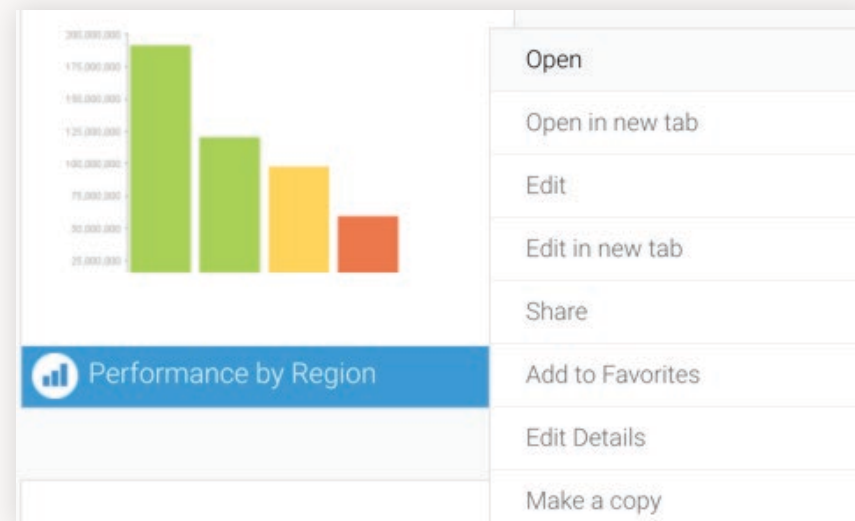 200,000,000
175,000,000
150,000,000
125,000,000
100,000,000
75,000,000
50,000,000
25,000,000
Performance by Region
Open
Open in new tab
Edit
Edit in new tab
Share
Add to Favorites
Edit Details
Make a copy